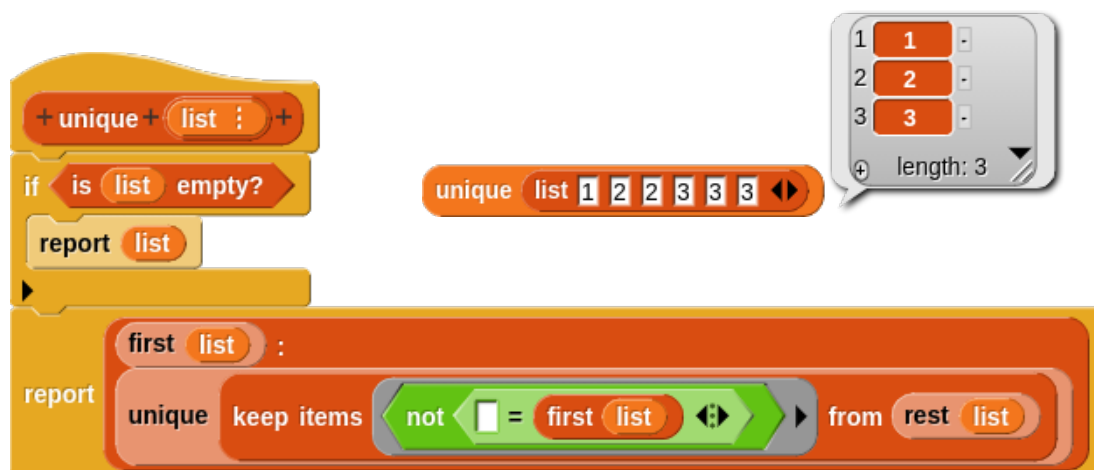 + unique + list ⋮ +
if is list empty?
report list
unique list 1 2 2 3 3 3
1 1 -
2 2 -
3 3 -
+ length: 3
first list :
report unique keep items not = first list from rest list